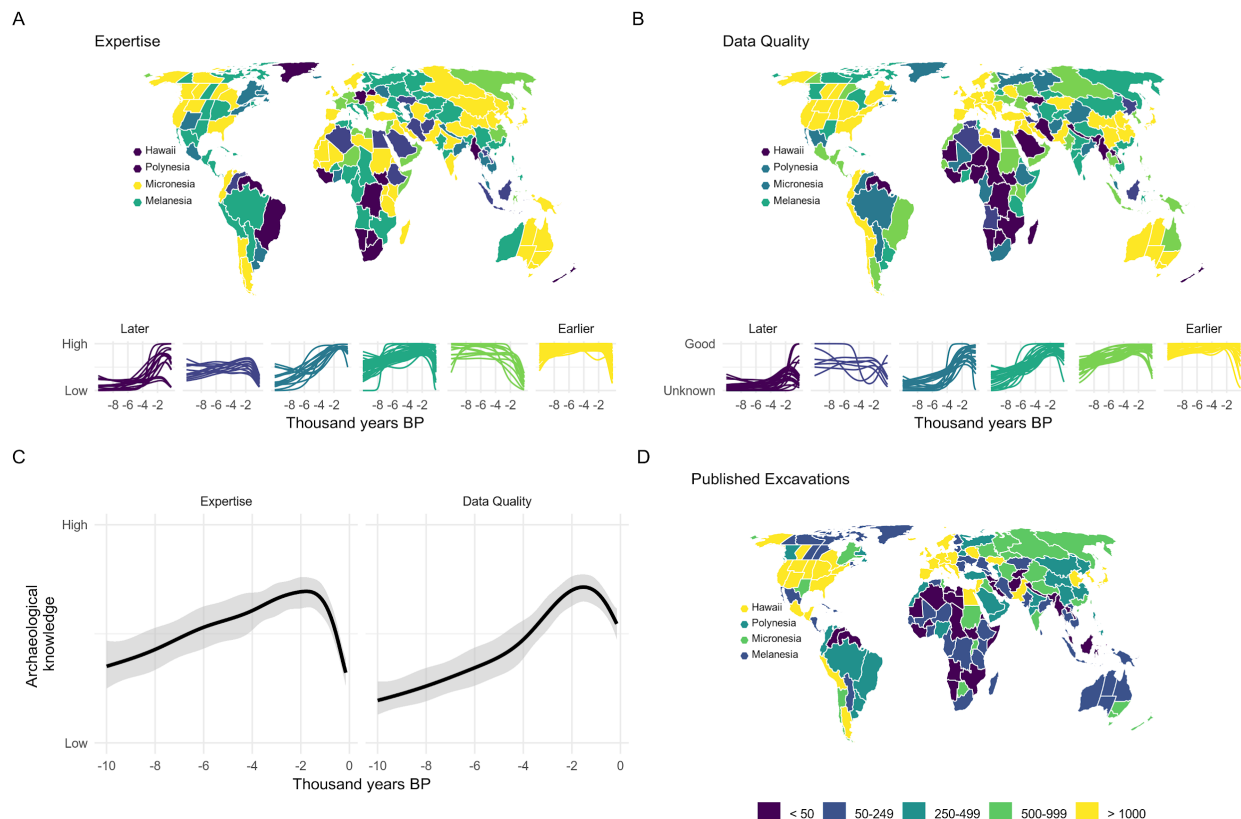 A
Expertise
Hawaii
Polynesia
Micronesia
Melanesia
Later
Earlier
High
Low
-8 -6 -4 -2
-8 -6 -4 -2
-8 -6 -4 -2
-8 -6 -4 -2
-8 -6 -4 -2
-8 -6 -4 -2
Thousand years BP
B
Data Quality
Hawaii
Polynesia
Micronesia
Melanesia
Later
Earlier
Good
Unknown
-8 -6 -4 -2
-8 -6 -4 -2
-8 -6 -4 -2
-8 -6 -4 -2
-8 -6 -4 -2
-8 -6 -4 -2
Thousand years BP
C
Expertise
Data Quality
High
Low
Archaeological
knowledge
-10 -8 -6 -4 -2 0
-10 -8 -6 -4 -2 0
Thousand years BP
D
Published Excavations
Hawaii
Polynesia
Micronesia
Melanesia
< 50 50-249 250-499 500-999 > 1000